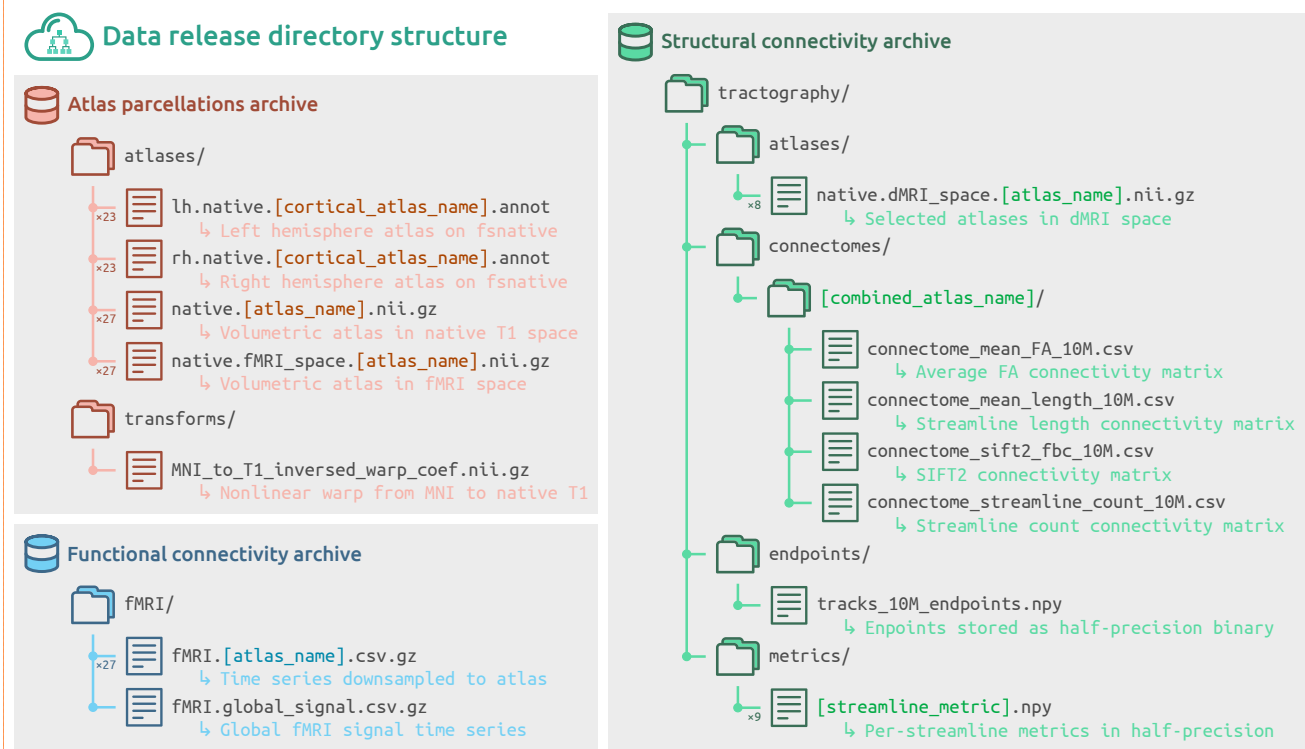 Data release directory structure
Atlas parcellations archive
atlases/
×23 lh.native.[cortical_atlas_name].annot
↳ Left hemisphere atlas on fsnative
×23 rh.native.[cortical_atlas_name].annot
↳ Right hemisphere atlas on fsnative
×27 native.[atlas_name].nii.gz
↳ Volumetric atlas in native T1 space
×27 native.fMRI_space.[atlas_name].nii.gz
↳ Volumetric atlas in fMRI space
transforms/
MNI_to_T1_inversed_warp_coef.nii.gz
↳ Nonlinear warp from MNI to native T1
Functional connectivity archive
fMRI/
×27 fMRI.[atlas_name].csv.gz
↳ Time series downsampled to atlas
fMRI.global_signal.csv.gz
↳ Global fMRI signal time series
Structural connectivity archive
tractography/
atlases/
×8 native.dMRI_space.[atlas_name].nii.gz
↳ Selected atlases in dMRI space
connectomes/
[combined_atlas_name]/
connectome_mean_FA_10M.csv
↳ Average FA connectivity matrix
connectome_mean_length_10M.csv
↳ Streamline length connectivity matrix
connectome_sift2_fbc_10M.csv
↳ SIFT2 connectivity matrix
connectome_streamline_count_10M.csv
↳ Streamline count connectivity matrix
endpoints/
tracks_10M_endpoints.npy
↳ Enpoints stored as half-precision binary
metrics/
×9 [streamline_metric].npy
↳ Per-streamline metrics in half-precision